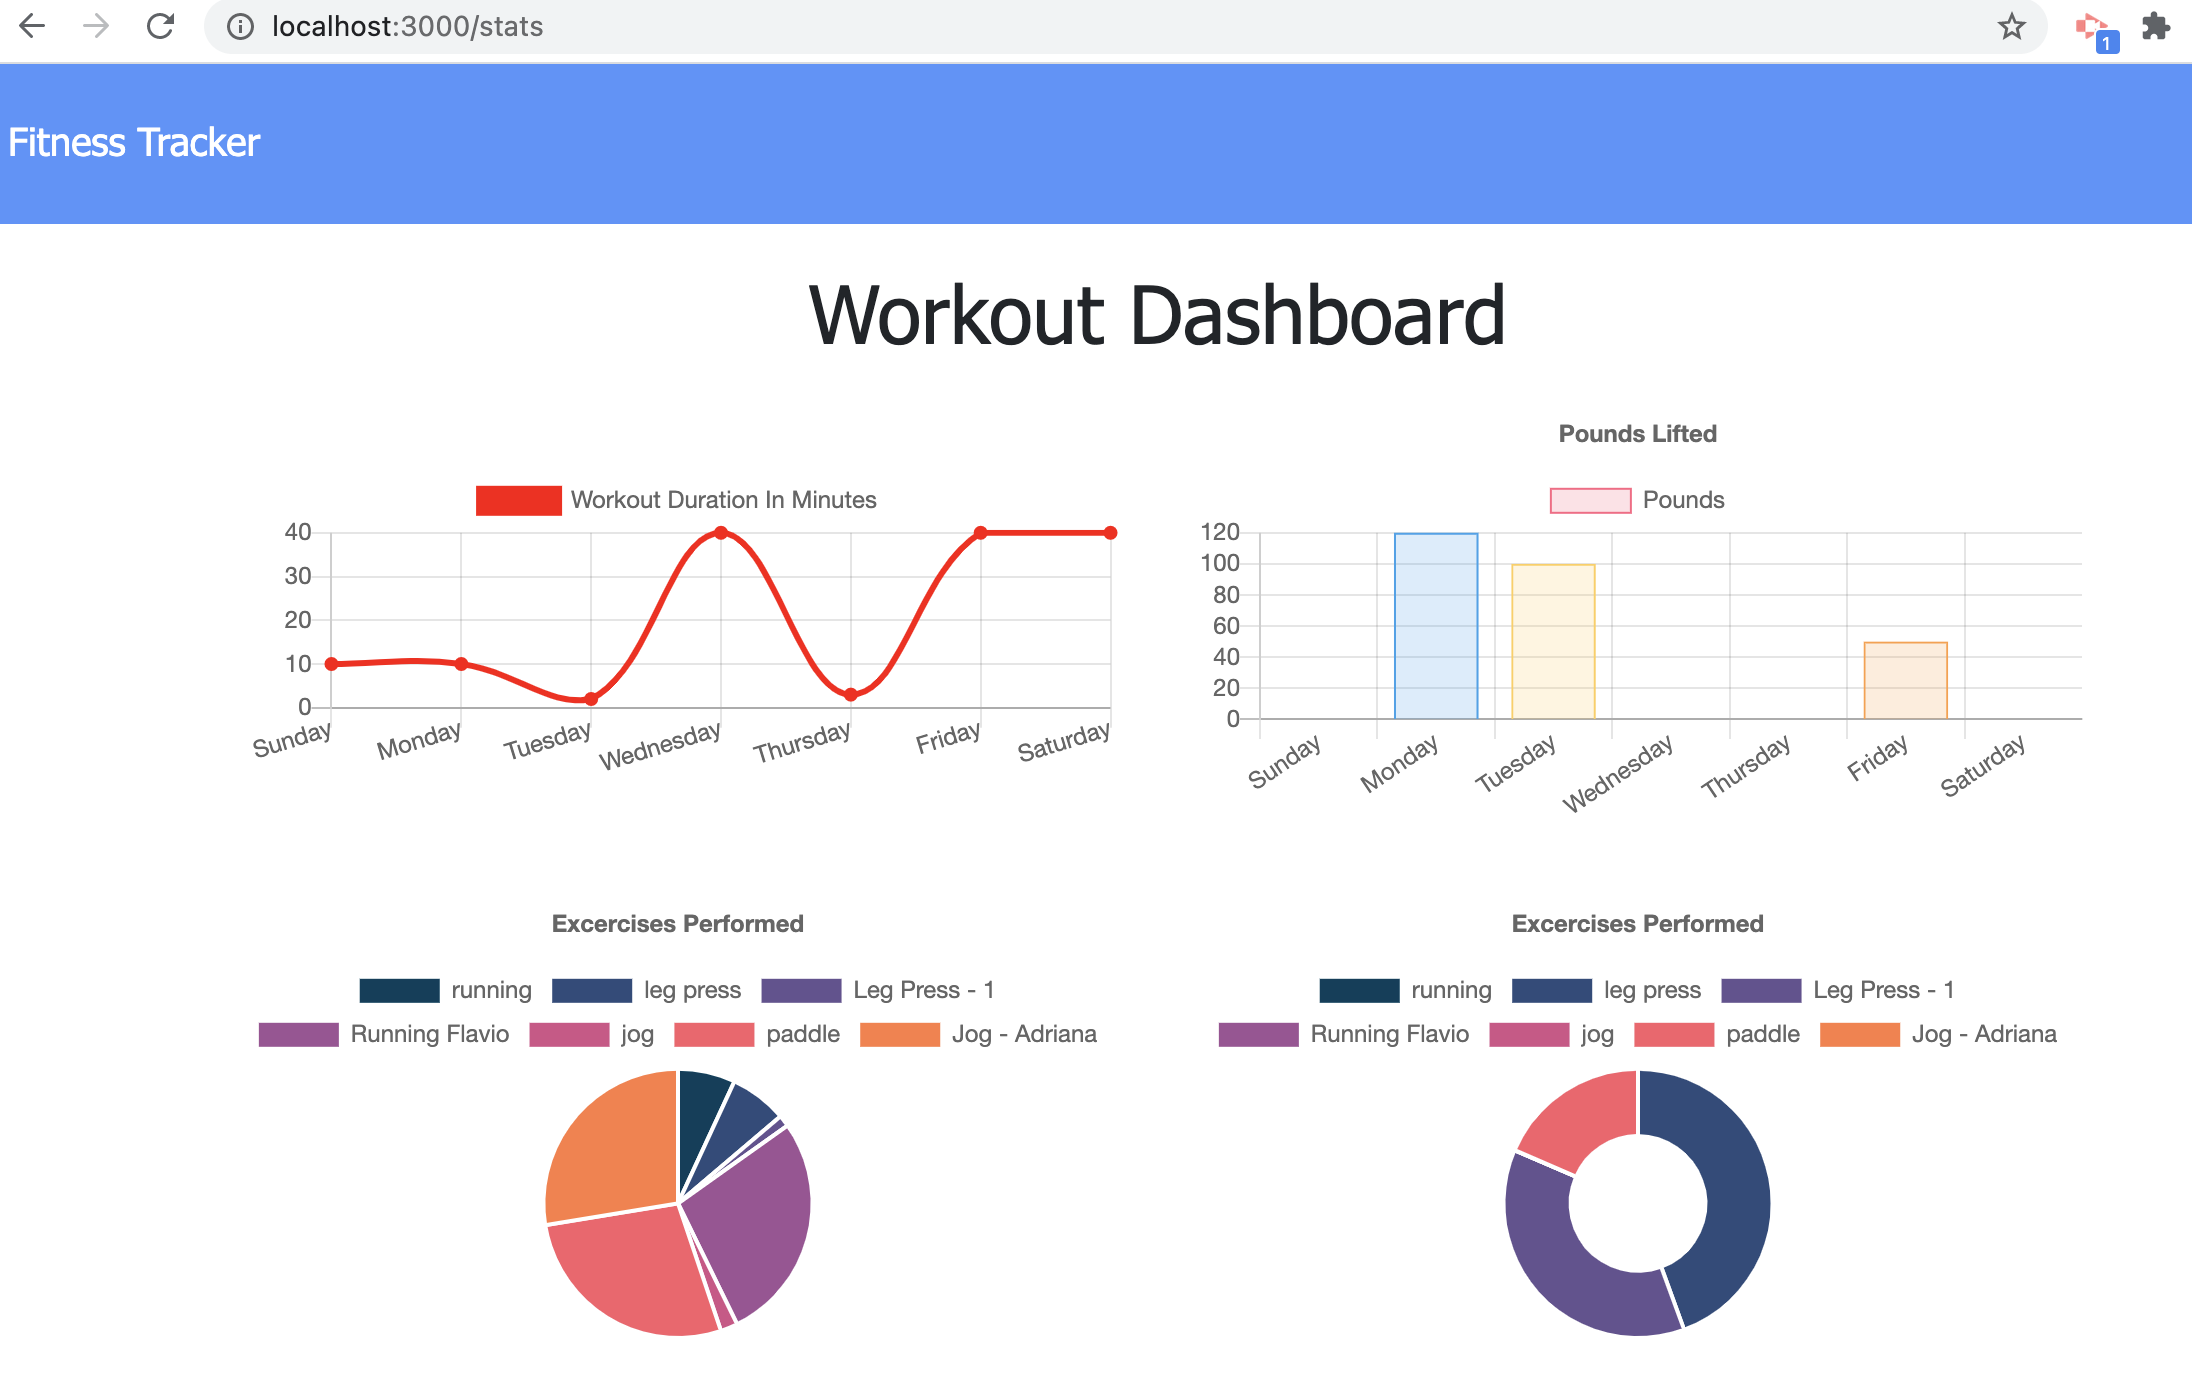 localhost:3000/stats
1
Fitness Tracker
Workout Dashboard
Workout Duration In Minutes
40
30
20
10
0
Sunday Monday Tuesday Wednesday Thursday Friday Saturday
Pounds Lifted
Pounds
120
100
80
60
40
20
0
Sunday Monday Tuesday Wednesday Thursday Friday Saturday
Excercises Performed
running leg press Leg Press - 1
Running Flavio jog paddle Jog - Adriana
Excercises Performed
running leg press Leg Press - 1
Running Flavio jog paddle Jog - Adriana